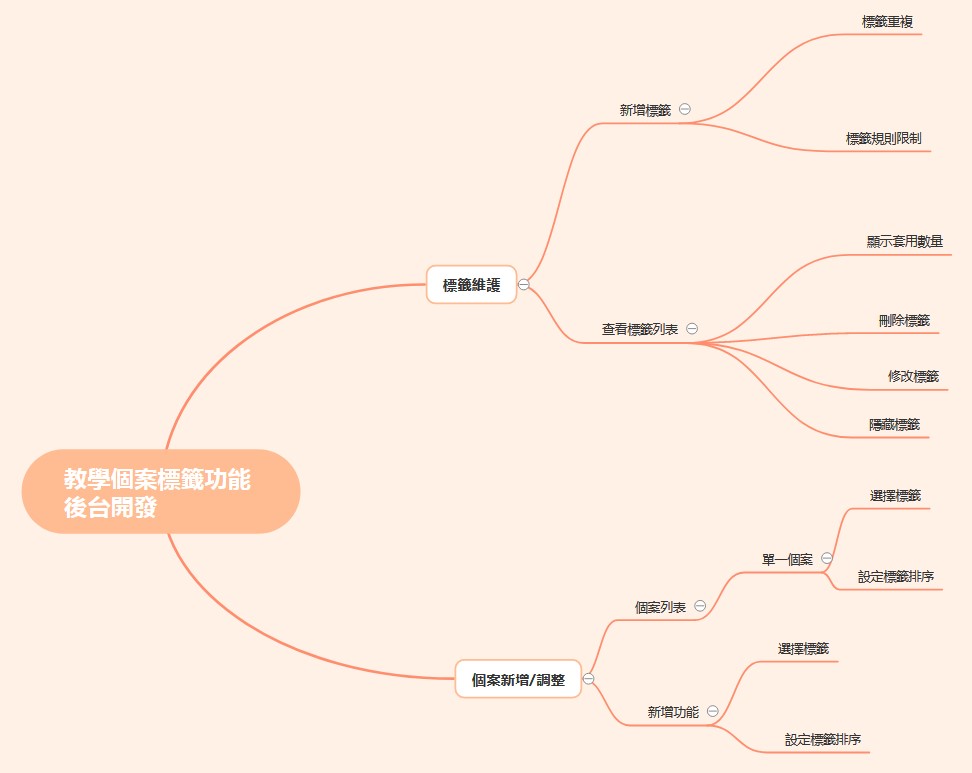 教學個案標籤功能
後台開發
標籤維護
新增標籤
標籤重複
標籤規則限制
查看標籤列表
顯示套用數量
刪除標籤
修改標籤
隱藏標籤
個案新增/調整
個案列表
單一個案
選擇標籤
設定標籤排序
新增功能
選擇標籤
設定標籤排序